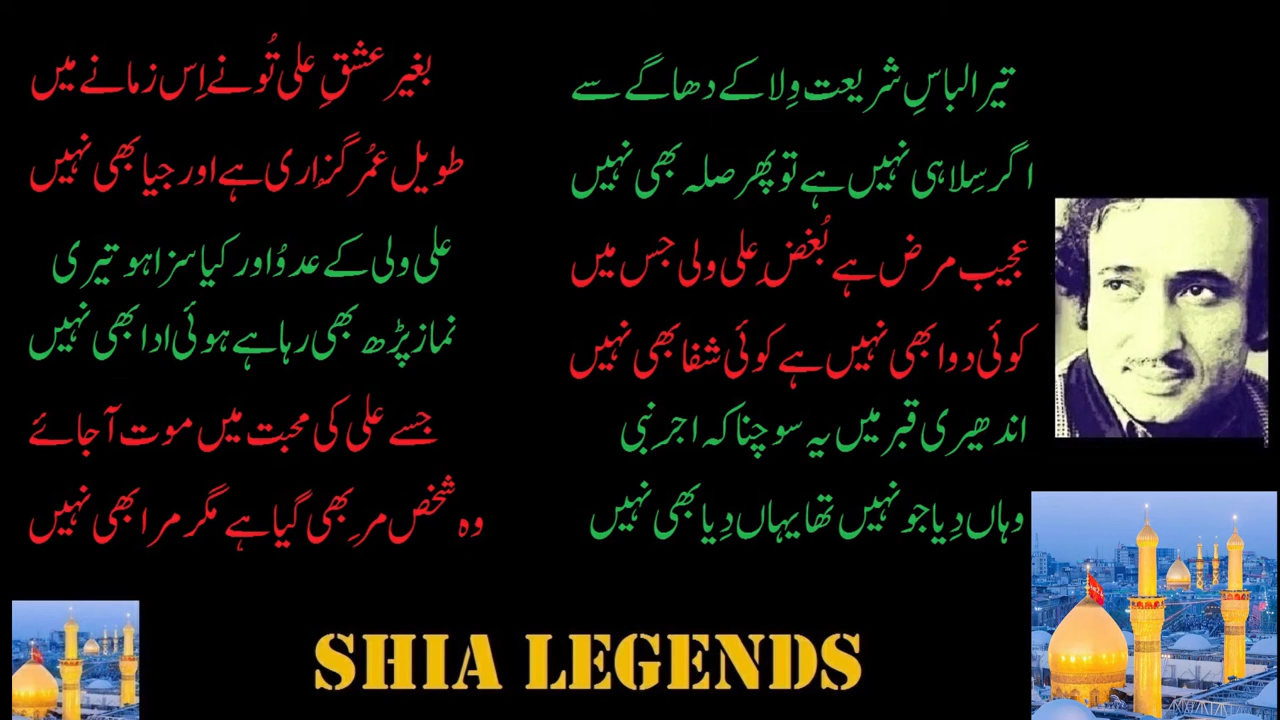 تیرا لباسِ شریعت وِلا کے دھاگے سے
اگر سِلا ہی نہیں ہے تو پھر صلہ بھی نہیں
عجیب مرض ہے بُغضِ علی ولی جس میں
کوئی دوا بھی نہیں ہے کوئی شفا بھی نہیں
اندھیری قبر میں یہ سوچنا کہ اجرِ نبی
وہاں دِیا جو نہیں تھا یہاں دِیا بھی نہیں
بغیر عشقِ علی تُو نے اِس زمانے میں
طویل عمُر گزُاری ہے اور جیا بھی نہیں
علی ولی کے عدوُ اور کیا سزا ہو تیری
نماز پڑھ بھی رہا ہے ہوئی ادا بھی نہیں
جسے علی کی محبت میں موت آ جائے
وہ شخص مرِ بھی گیا ہے مگر مرا بھی نہیں
SHIA LEGENDS